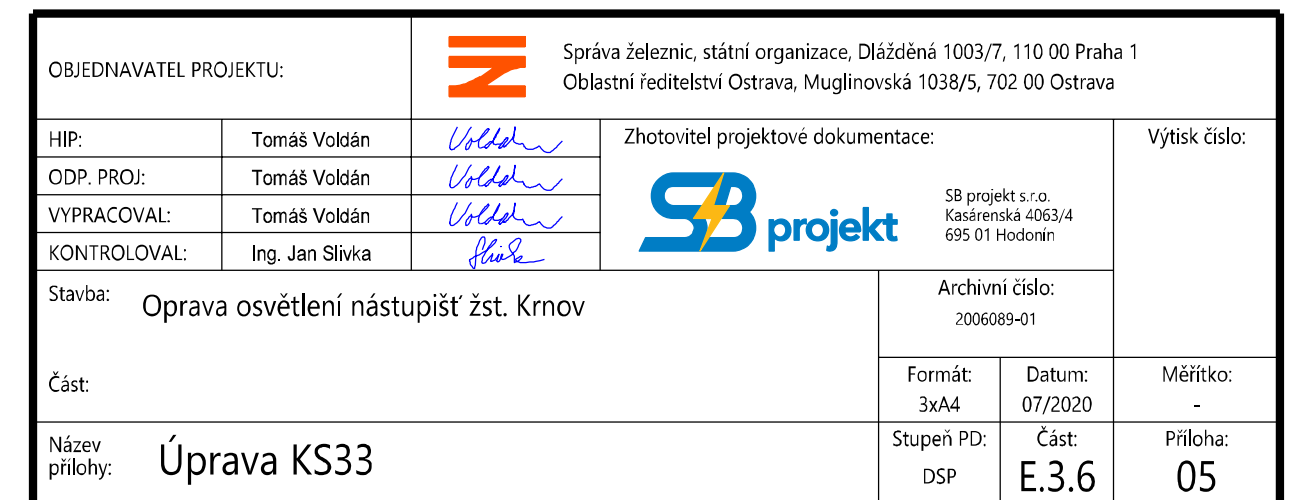 OBJEDNAVATEL PROJEKTU:
Správa železnic, státní organizace, Dlážděná 1003/7, 110 00 Praha 1
Oblastní ředitelství Ostrava, Muglinovská 1038/5, 702 00 Ostrava
HIP: Tomáš Voldán Voldán
ODP. PROJ: Tomáš Voldán Voldán
VYPRACOVAL: Tomáš Voldán Voldán
KONTROLOVAL: Ing. Jan Slivka Slivka
Zhotovitel projektové dokumentace:
SB projekt
SB projekt s.r.o.
Kasárenská 4063/4
695 01 Hodonín
Výtisk číslo:
Stavba: Oprava osvětlení nástupišť žst. Krnov
Archivní číslo:
2006089-01
Část:
Formát:
3xA4
Datum:
07/2020
Měřítko:
-
Název
přílohy:
Úprava KS33
Stupeň PD:
DSP
Část:
E.3.6
Příloha:
05